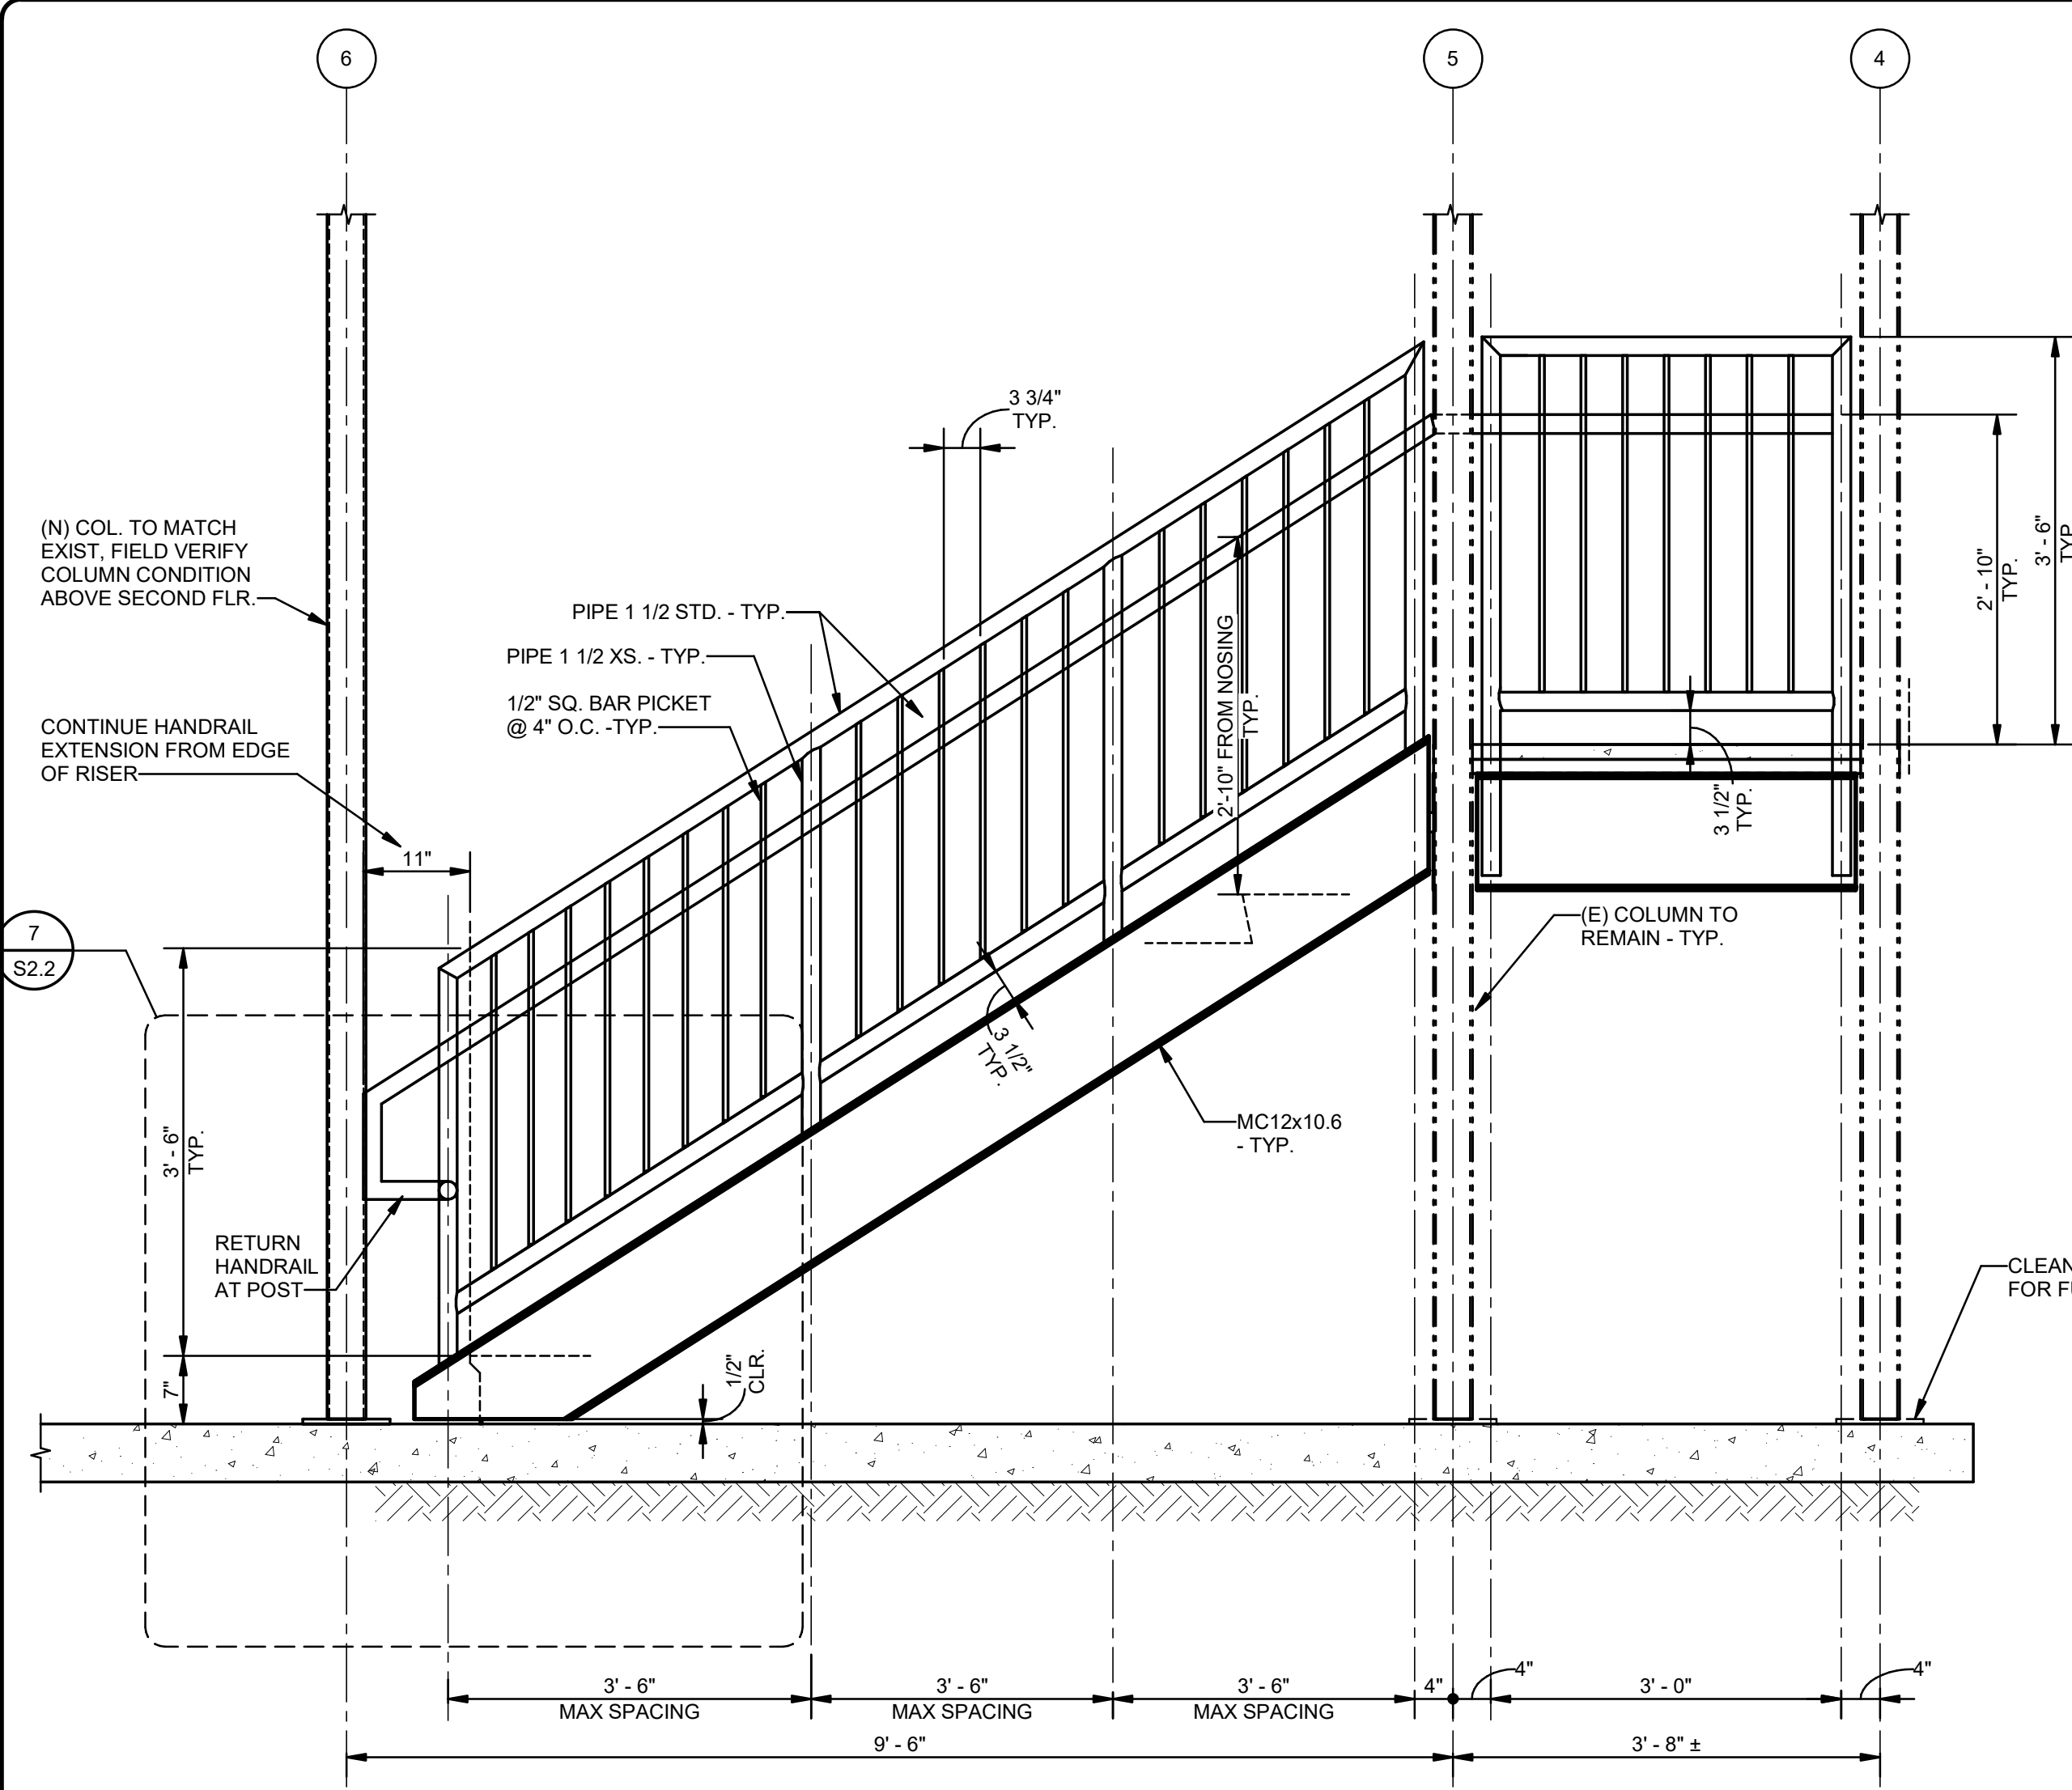 6
5
4
3 3/4"
TYP.
(N) COL. TO MATCH
EXIST, FIELD VERIFY
COLUMN CONDITION
ABOVE SECOND FLR.
PIPE 1 1/2 STD. - TYP.
PIPE 1 1/2 XS. - TYP.
1/2" SQ. BAR PICKET
@ 4" O.C. -TYP.
2'-10" FROM NOSING
TYP.
2' - 10"
TYP.
3' - 6"
TYP.
CONTINUE HANDRAIL
EXTENSION FROM EDGE
OF RISER
11"
3 1/2"
TYP.
7
S2.2
(E) COLUMN TO
REMAIN - TYP.
3 1/2"
TYP.
3' - 6"
TYP.
MC12x10.6
- TYP.
RETURN
HANDRAIL
AT POST
CLEAN
FOR
7"
1/2"
CLR.
3' - 6"
MAX SPACING
3' - 6"
MAX SPACING
3' - 6"
MAX SPACING
4"
4"
3' - 0"
4"
9' - 6"
3' - 8" ±